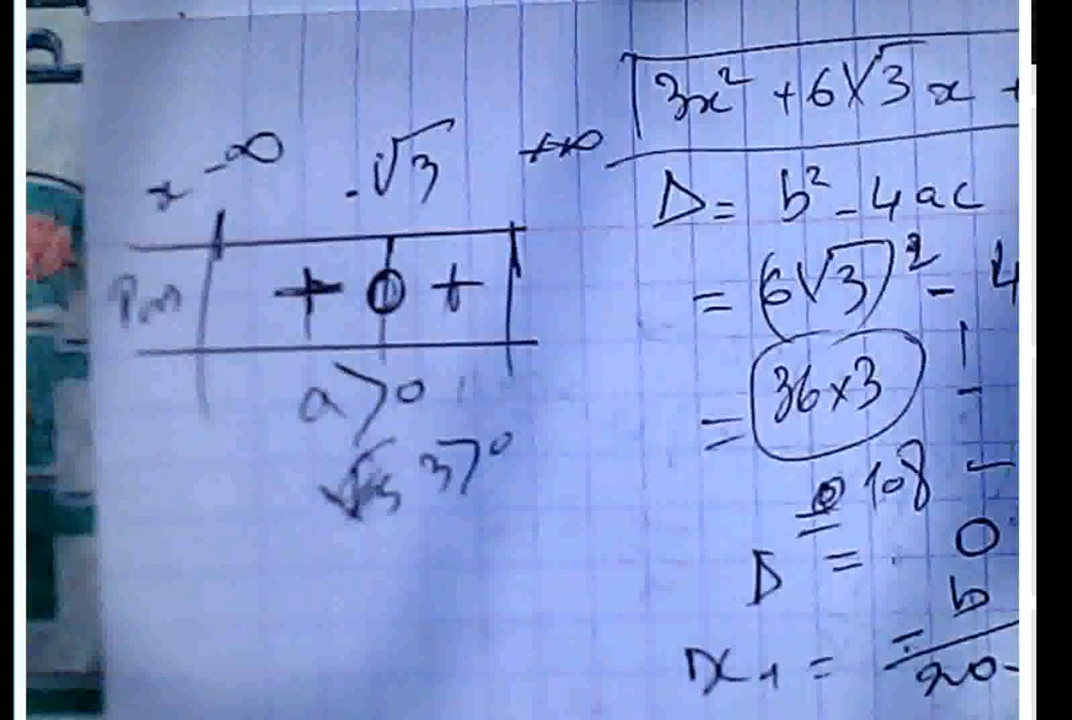 x -∞ -√3 +∞
+ 0 +
a > 0
3 > 0
3x² + 6√3 x +
Δ = b² - 4ac
= (6√3)² - 4
= 36×3 -
= 108 -
Δ = 0
x₁ = -b